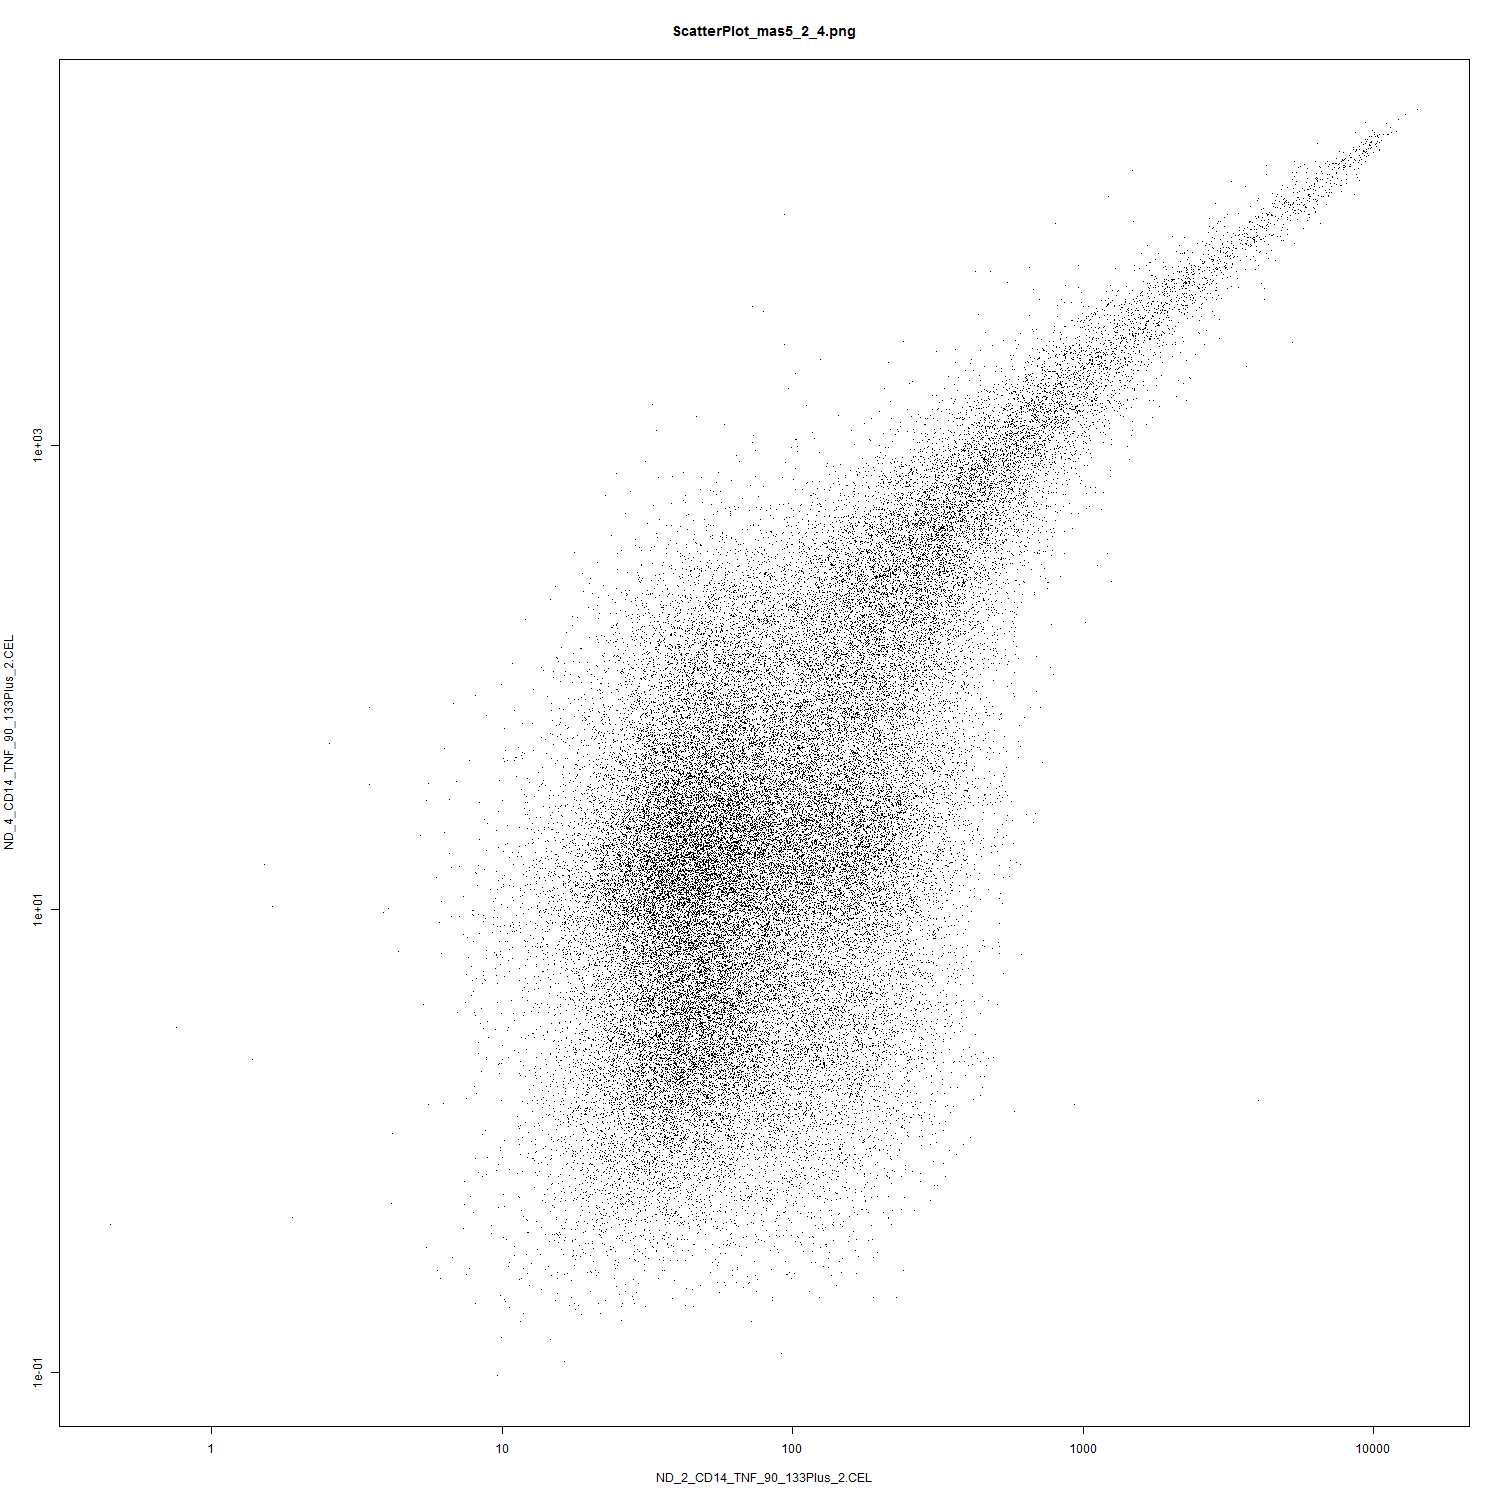 ScatterPlot_mas5_2_4.png
ND_4_CD14_TNF_90_133Plus_2.CEL
1e+03
1e+01
1e-01
1 10 100 1000 10000
ND_2_CD14_TNF_90_133Plus_2.CEL